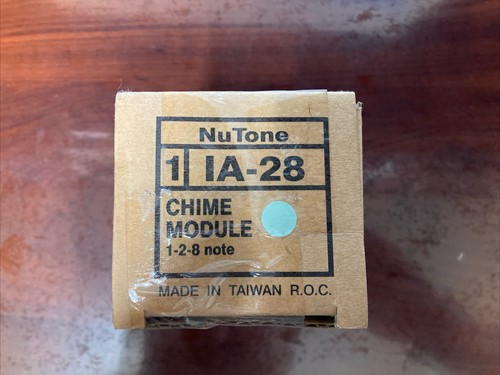 NuTone
1 IA-28
CHIME
MODULE
1-2-8 note
MADE IN TAIWAN R.O.C.